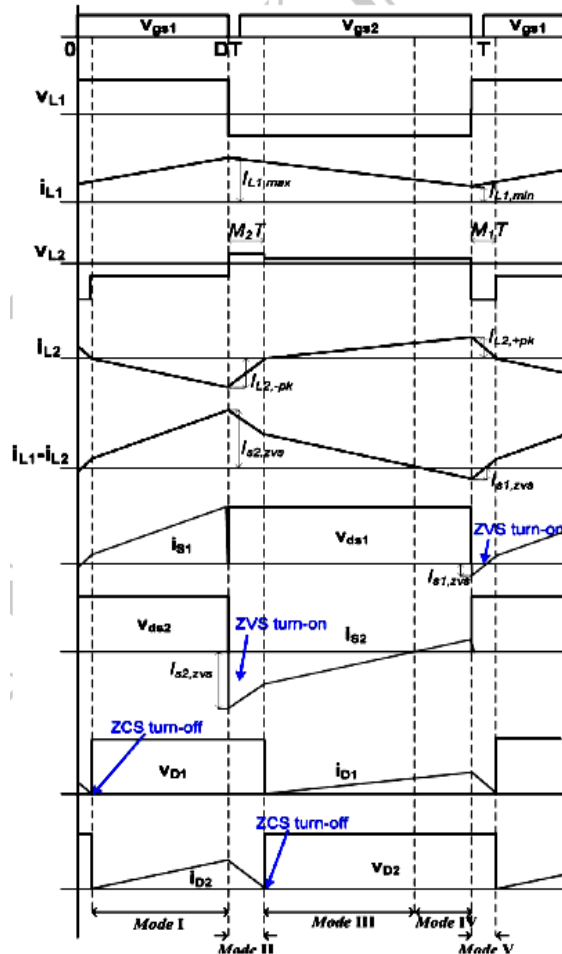 Vgs1 Vgs2 Vgs1
0 DT T
VL1
iL1 IL1,max IL1,min
M2T M1T
VL2
iL2 IL2,-pk IL2,+pk
iL1-iL2 Is2,zvs Is1,zvs
iS1 Vds1 ZVS turn-on
Is1,zvs
Vds2 ZVS turn-on iS2
Is2,zvs
ZCS turn-off
VD1 iD1
ZCS turn-off
iD2 VD2
Mode I Mode III Mode IV
Mode II Mode V